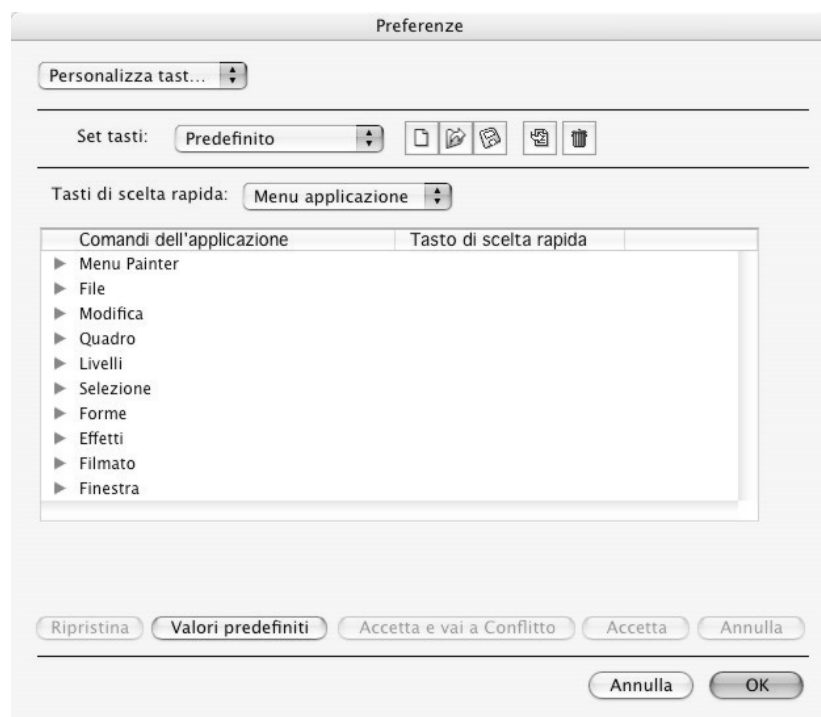 Preferenze
Personalizza tast...
Set tasti: Predefinito
Tasti di scelta rapida: Menu applicazione
Comandi dell'applicazione Tasto di scelta rapida
Menu Painter
File
Modifica
Quadro
Livelli
Selezione
Forme
Effetti
Filmato
Finestra
Ripristina Valori predefiniti Accetta e vai a Conflitto Accetta Annulla
Annulla OK